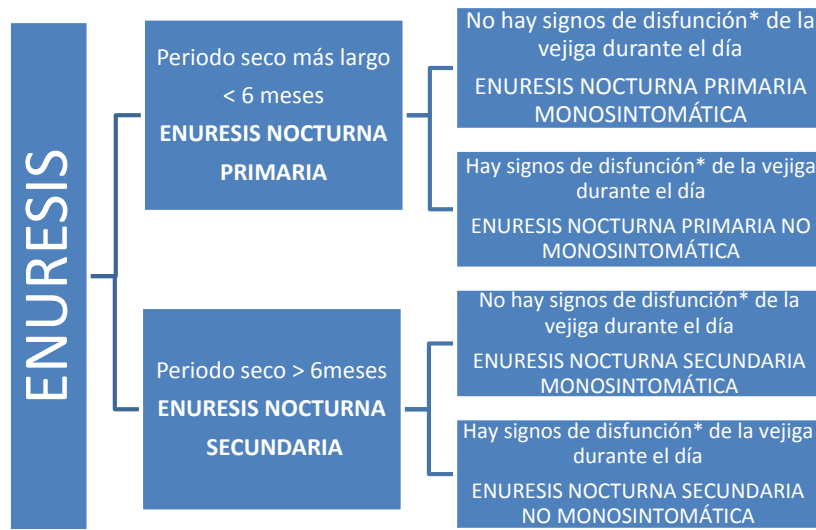 ENURESIS
Periodo seco más largo
< 6 meses
ENURESIS NOCTURNA
PRIMARIA
No hay signos de disfunción* de la
vejiga durante el día
ENURESIS NOCTURNA PRIMARIA
MONOSINTOMÁTICA
Hay signos de disfunción* de la vejiga
durante el día
ENURESIS NOCTURNA PRIMARIA NO
MONOSINTOMÁTICA
Periodo seco > 6meses
ENURESIS NOCTURNA
SECUNDARIA
No hay signos de disfunción* de la
vejiga durante el día
ENURESIS NOCTURNA SECUNDARIA
MONOSINTOMÁTICA
Hay signos de disfunción* de la vejiga
durante el día
ENURESIS NOCTURNA SECUNDARIA
NO MONOSINTOMÁTICA